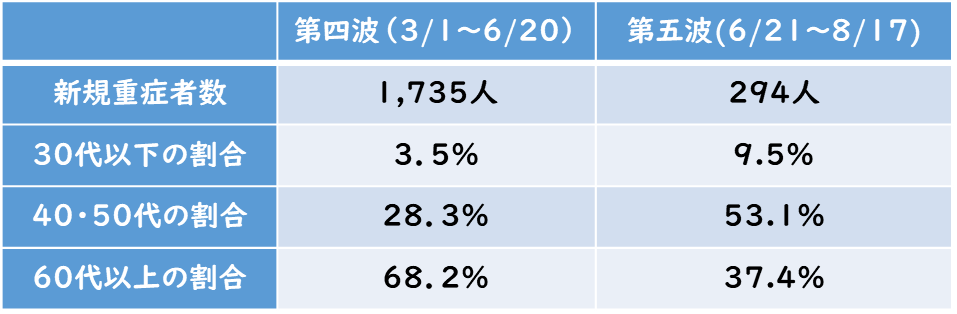 第四波（3/1～6/20） 第五波(6/21～8/17)
新規重症者数 1,735人 294人
30代以下の割合 3.5% 9.5%
40・50代の割合 28.3% 53.1%
60代以上の割合 68.2% 37.4%